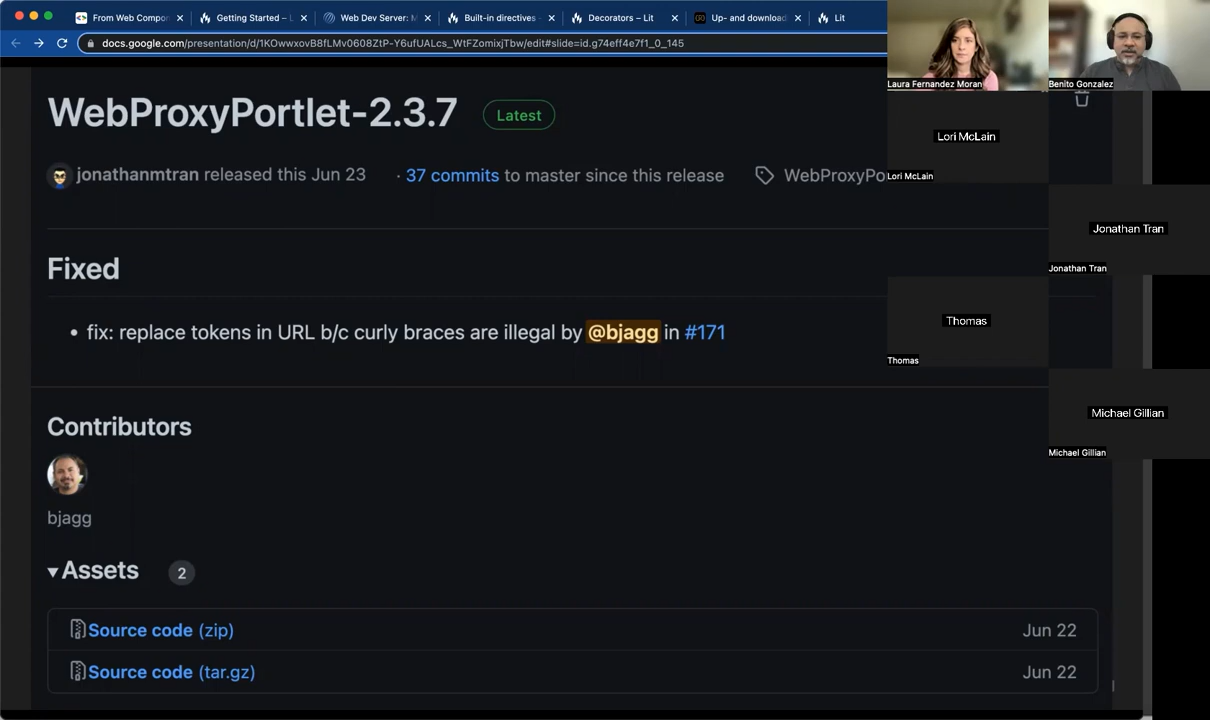 From Web Compor
Getting Started – L
Web Dev Server: M
Built-in directives -
Decorators – Lit
Up- and download
Lit
docs.google.com/presentation/d/1KOwwxovB8fLMv0608ZtP-Y6ufUALcs_WtFZomixjTbw/edit#slide=id.g74eff4e7f1_0_145
WebProxyPortlet-2.3.7
Latest
jonathanmtran released this Jun 23
· 37 commits to master since this release
WebProxyPo
Fixed
• fix: replace tokens in URL b/c curly braces are illegal by @bjagg in #171
Contributors
bjagg
Assets 2
Source code (zip)
Jun 22
Source code (tar.gz)
Jun 22
Laura Fernandez Moran
Benito Gonzalez
Lori McLain
Lori McLain
Jonathan Tran
Jonathan Tran
Thomas
Thomas
Michael Gillian
Michael Gillian